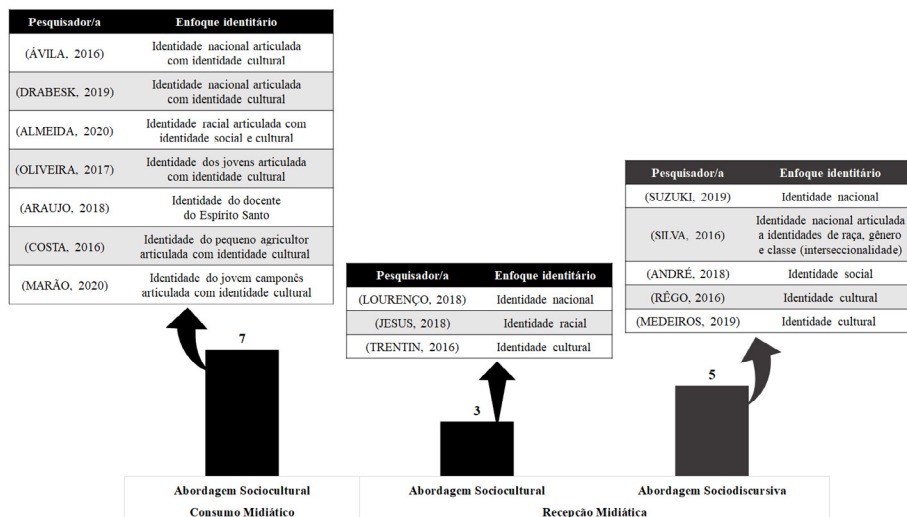 Pesquisador/a Enfoque identitário
(ÁVILA, 2016) Identidade nacional articulada
com identidade cultural
(DRABESK, 2019) Identidade nacional articulada
com identidade cultural
(ALMEIDA, 2020) Identidade racial articulada com
identidade social e cultural
(OLIVEIRA, 2017) Identidade dos jovens articulada
com identidade cultural
(ARAUJO, 2018) Identidade do docente
do Espírito Santo
(COSTA, 2016) Identidade do pequeno agricultor
articulada com identidade cultural
(MARÃO, 2020) Identidade do jovem camponês
articulada com identidade cultural
7
Pesquisador/a Enfoque identitário
(LOURENÇO, 2018) Identidade nacional
(JESUS, 2018) Identidade racial
(TRENTIN, 2016) Identidade cultural
3
Pesquisador/a Enfoque identitário
(SUZUKI, 2019) Identidade nacional
(SILVA, 2016) Identidade nacional articulada
a identidades de raça, gênero
e classe (interseccionalidade)
(ANDRÉ, 2018) Identidade social
(RÊGO, 2016) Identidade cultural
(MEDEIROS, 2019) Identidade cultural
5
Abordagem Sociocultural Abordagem Sociocultural Abordagem Sociodiscursiva
Consumo Midiático Recepção Midiática